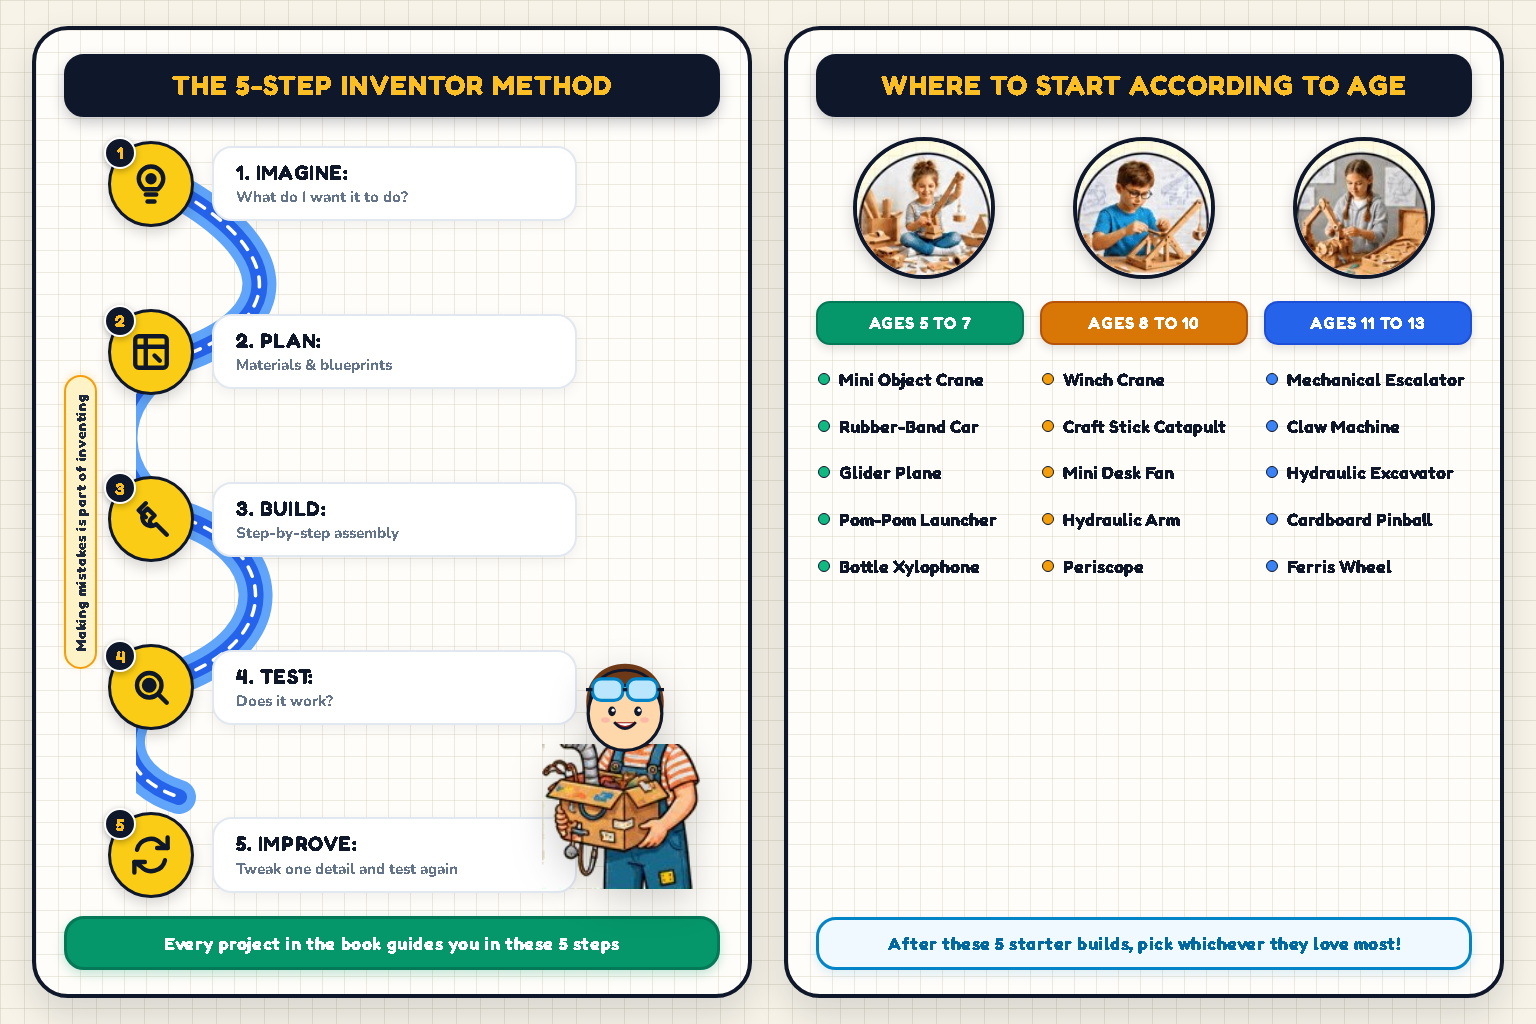 THE 5-STEP INVENTOR METHOD
1
1. IMAGINE:
What do I want it to do?
2
2. PLAN:
Materials & blueprints
Making mistakes is part of inventing
3
3. BUILD:
Step-by-step assembly
4
4. TEST:
Does it work?
5
5. IMPROVE:
Tweak one detail and test again
Every project in the book guides you in these 5 steps
WHERE TO START ACCORDING TO AGE
AGES 5 TO 7
Mini Object Crane
Rubber-Band Car
Glider Plane
Pom-Pom Launcher
Bottle Xylophone
AGES 8 TO 10
Winch Crane
Craft Stick Catapult
Mini Desk Fan
Hydraulic Arm
Periscope
AGES 11 TO 13
Mechanical Escalator
Claw Machine
Hydraulic Excavator
Cardboard Pinball
Ferris Wheel
After these 5 starter builds, pick whichever they love most!